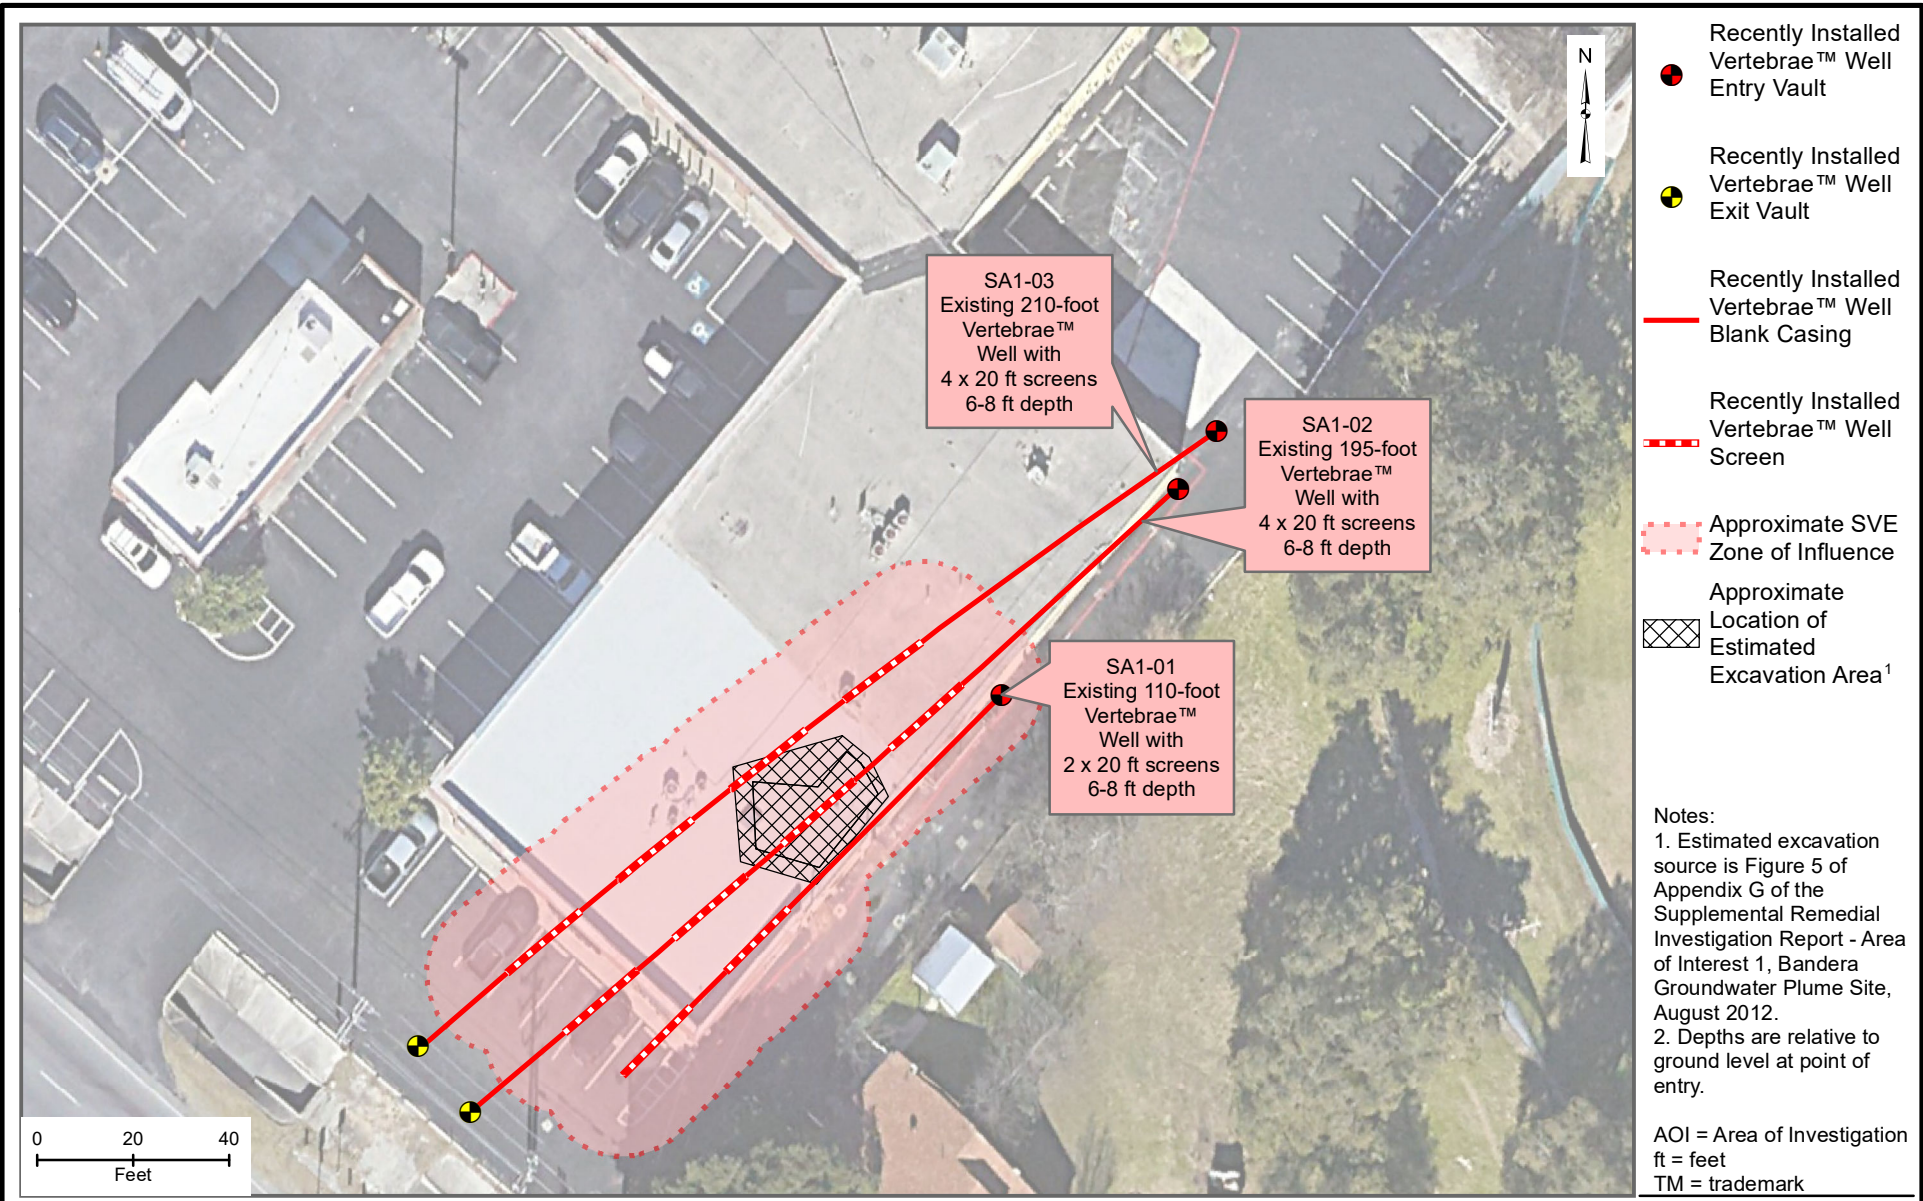 N
SA1-03
Existing 210-foot
Vertebrae™
Well with
4 x 20 ft screens
6-8 ft depth
SA1-02
Existing 195-foot
Vertebrae™
Well with
4 x 20 ft screens
6-8 ft depth
SA1-01
Existing 110-foot
Vertebrae™
Well with
2 x 20 ft screens
6-8 ft depth
0 20 40
Feet
Recently Installed
Vertebrae™ Well
Entry Vault
Recently Installed
Vertebrae™ Well
Exit Vault
Recently Installed
Vertebrae™ Well
Blank Casing
Recently Installed
Vertebrae™ Well
Screen
Approximate SVE
Zone of Influence
Approximate
Location of
Estimated
Excavation Area¹
Notes:
1. Estimated excavation
source is Figure 5 of
Appendix G of the
Supplemental Remedial
Investigation Report - Area
of Interest 1, Bandera
Groundwater Plume Site,
August 2012.
2. Depths are relative to
ground level at point of
entry.
AOI = Area of Investigation
ft = feet
TM = trademark